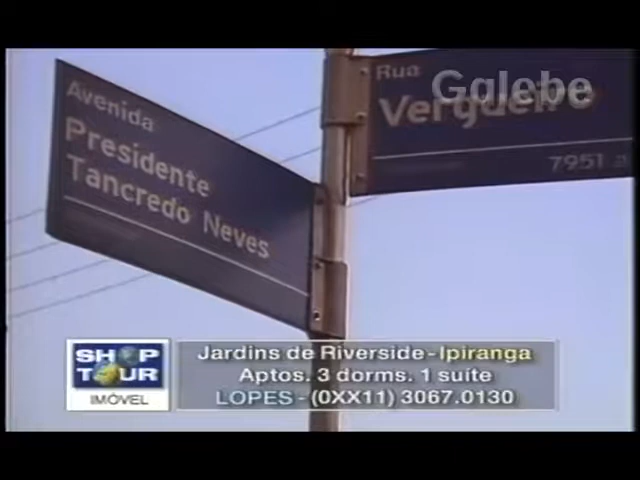 Galebe
Avenida
Presidente
Tancredo Neves
Rua
Vergueiro
7951
SHOP
TOUR
IMÓVEL
Jardins de Riverside - Ipiranga
Aptos. 3 dorms. 1 suíte
LOPES - (0XX11) 3067.0130